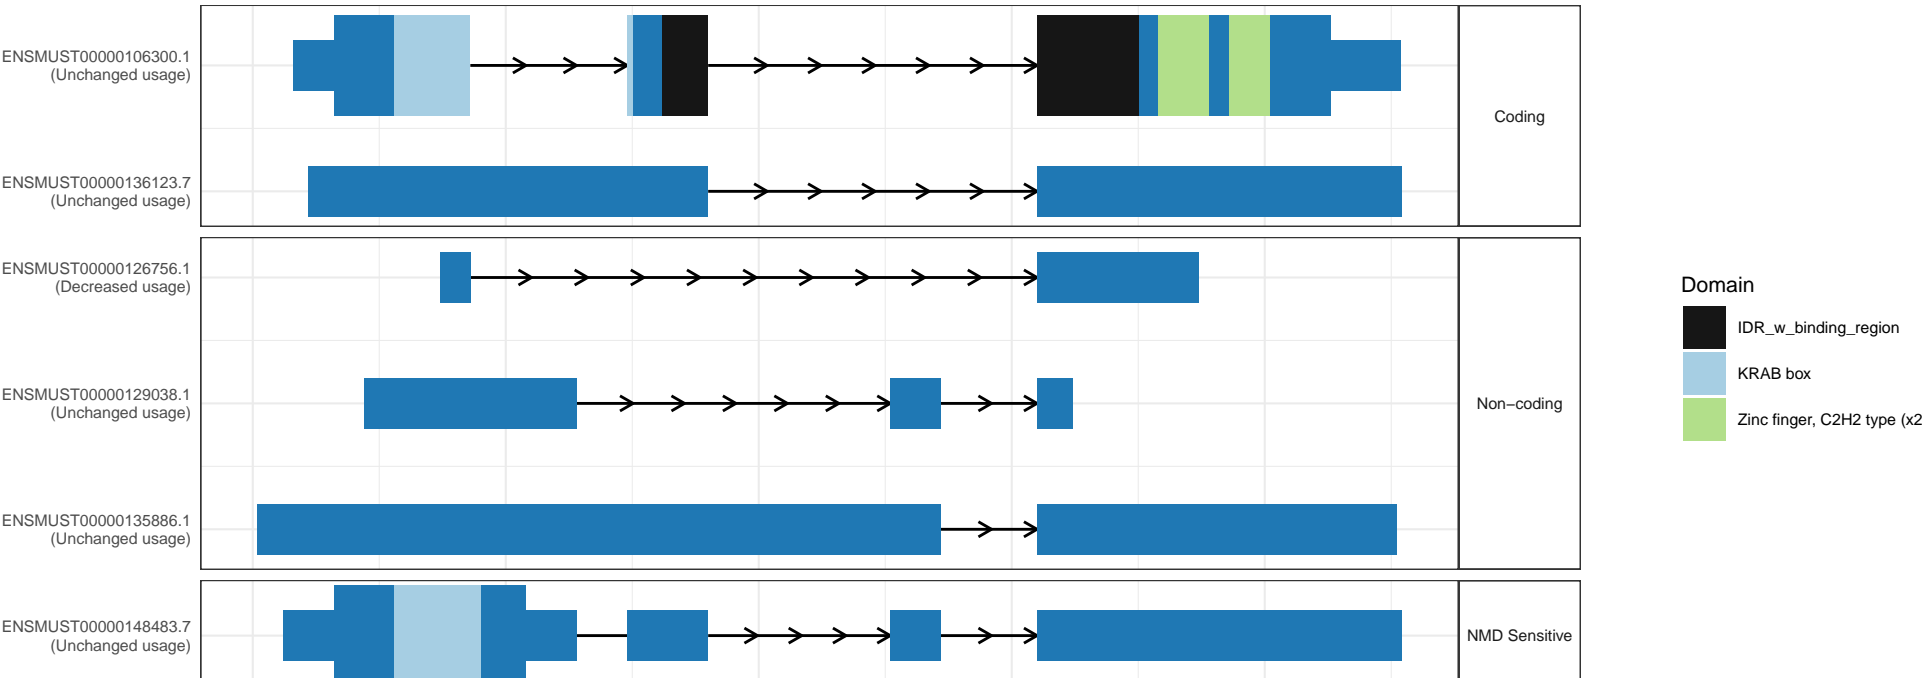 ENSMUST00000106300.1
(Unchanged usage)
Coding
ENSMUST00000136123.7
(Unchanged usage)
ENSMUST00000126756.1
(Decreased usage)
ENSMUST00000129038.1
(Unchanged usage)
Non−coding
ENSMUST00000135886.1
(Unchanged usage)
ENSMUST00000148483.7
(Unchanged usage)
NMD Sensitive
Domain
IDR_w_binding_region
KRAB box
Zinc finger, C2H2 type (x2